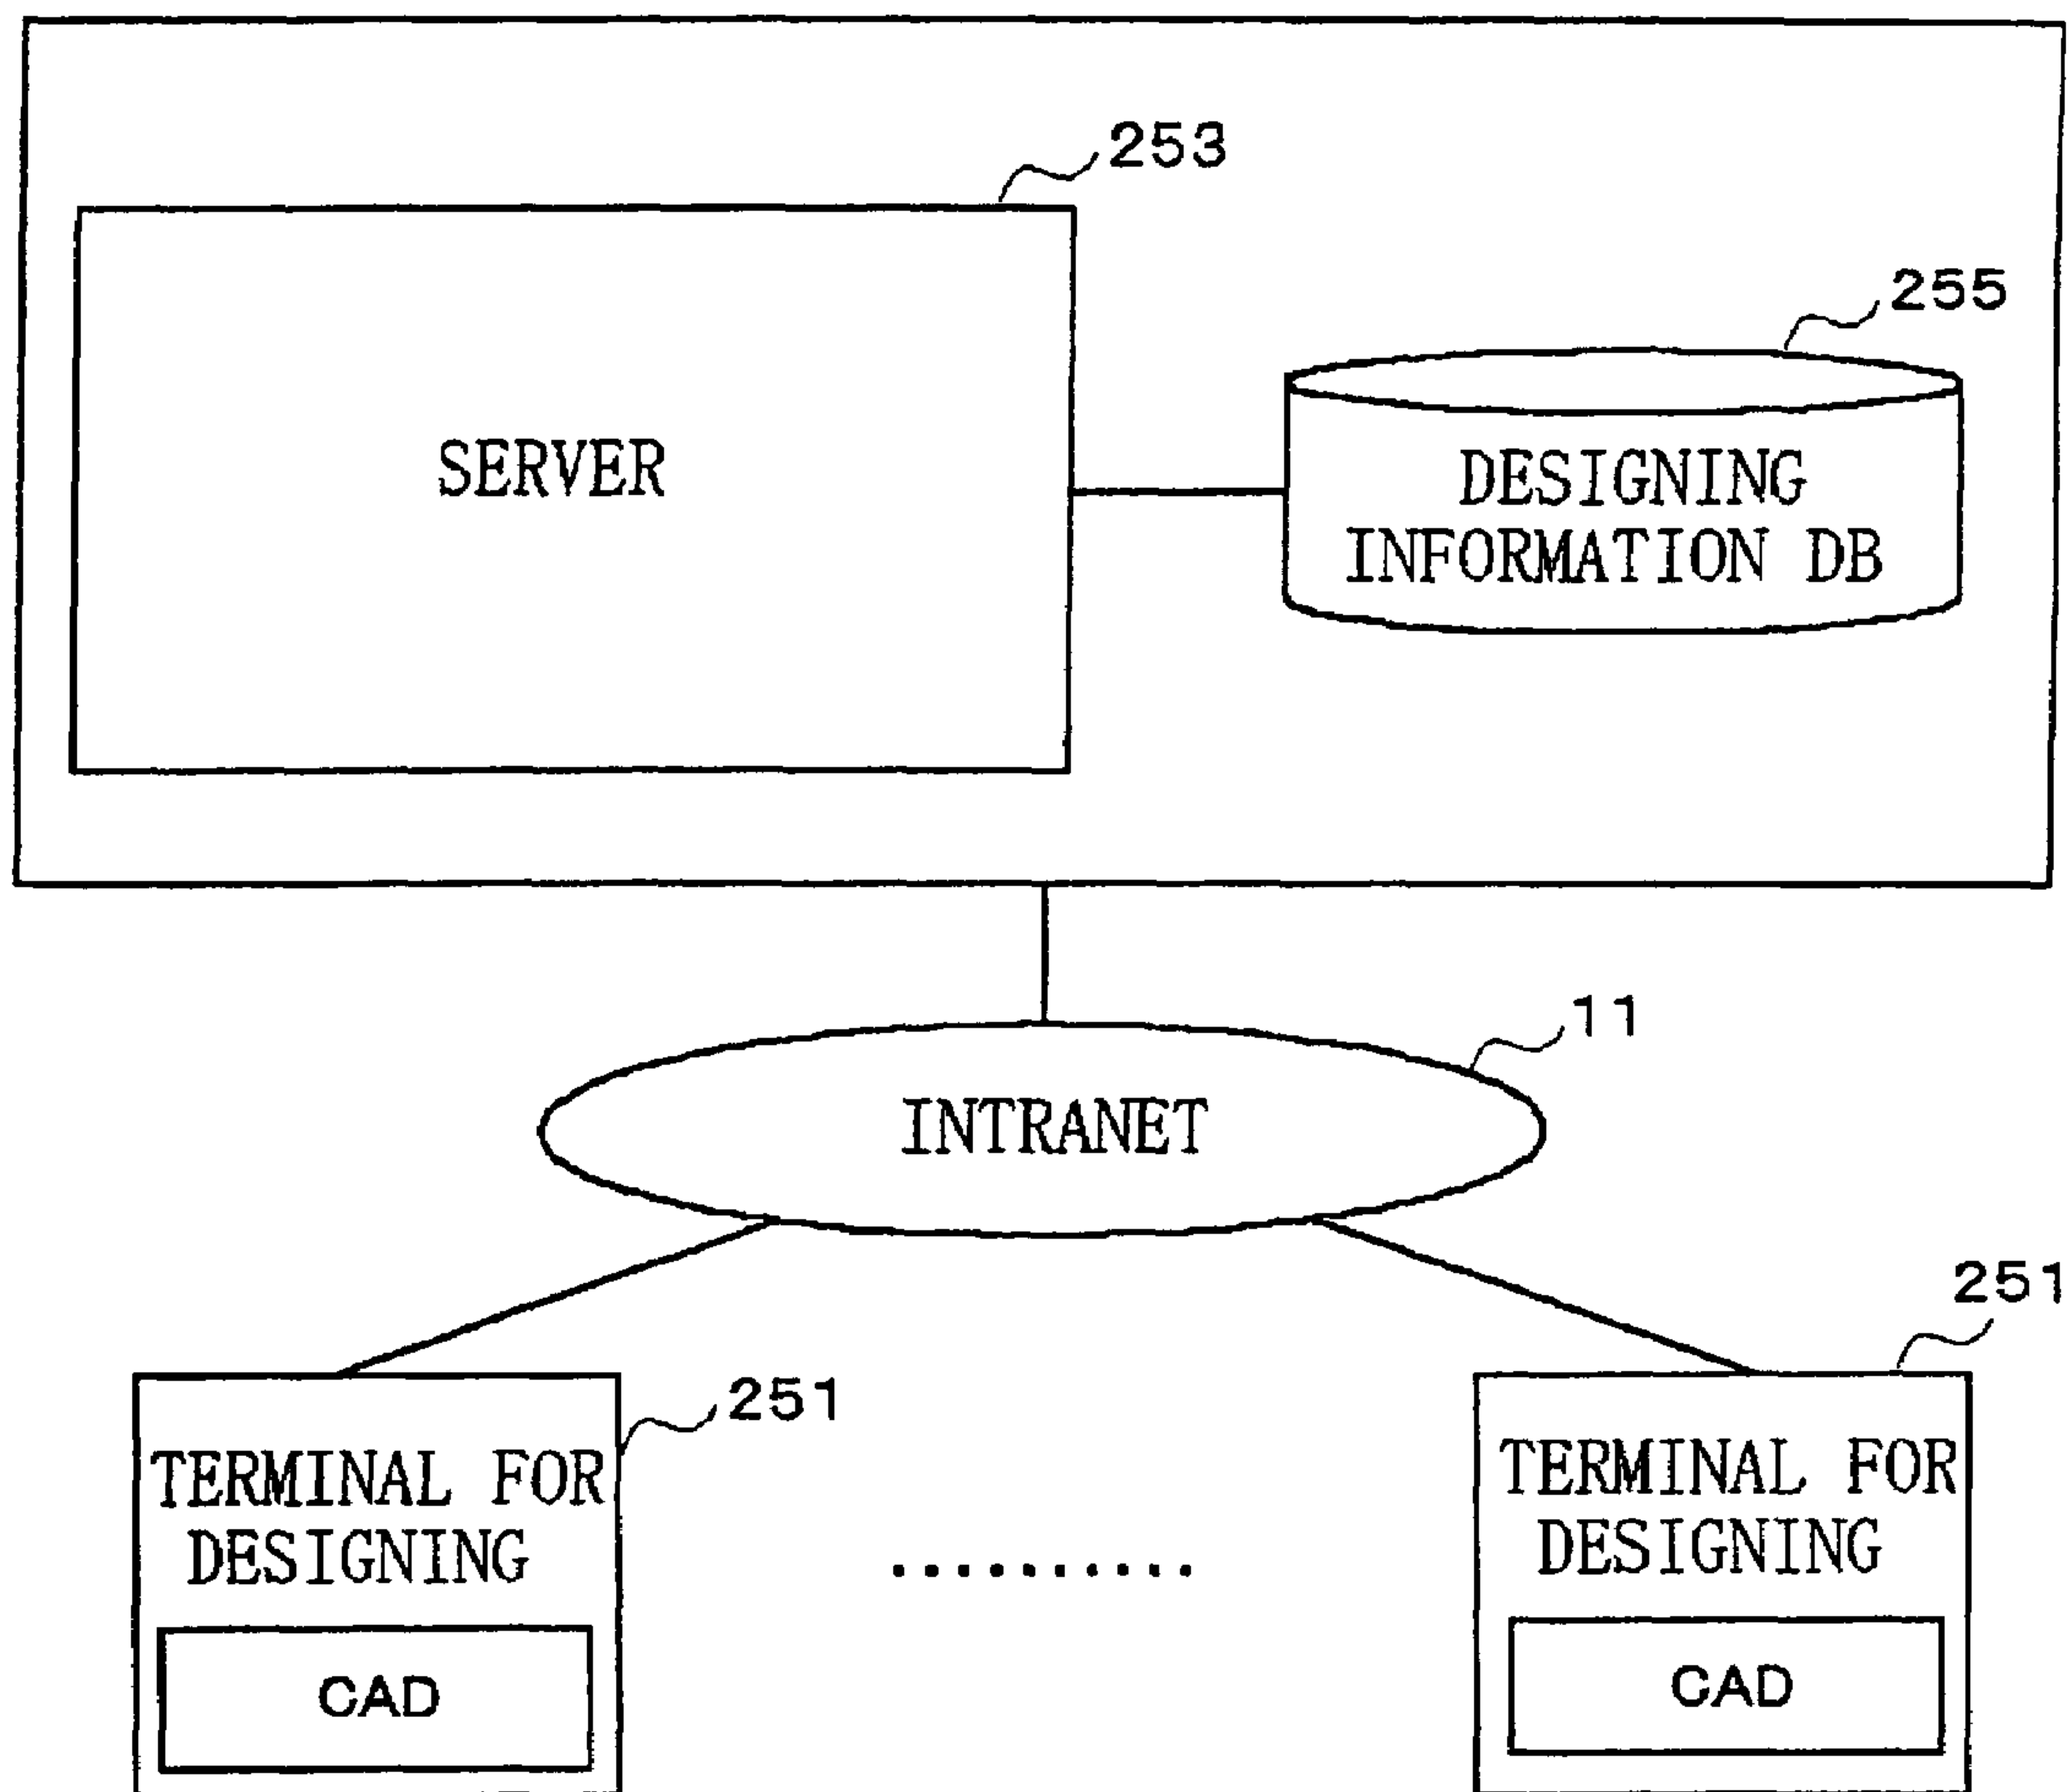 253
255
SERVER
DESIGNING
INFORMATION DB
11
INTRANET
251
251
TERMINAL FOR
DESIGNING
CAD
..........
TERMINAL FOR
DESIGNING
CAD